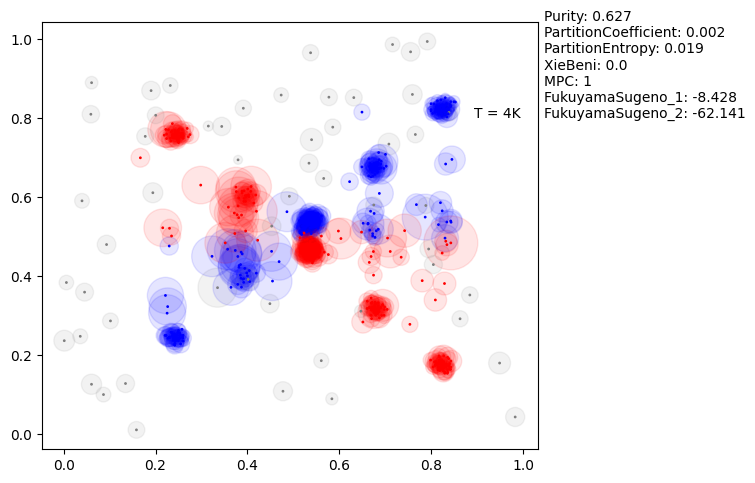 Purity: 0.627
PartitionCoefficient: 0.002
PartitionEntropy: 0.019
XieBeni: 0.0
MPC: 1
FukuyamaSugeno_1: -8.428
FukuyamaSugeno_2: -62.141
T = 4K
1.0
0.8
0.6
0.4
0.2
0.0
0.0 0.2 0.4 0.6 0.8 1.0